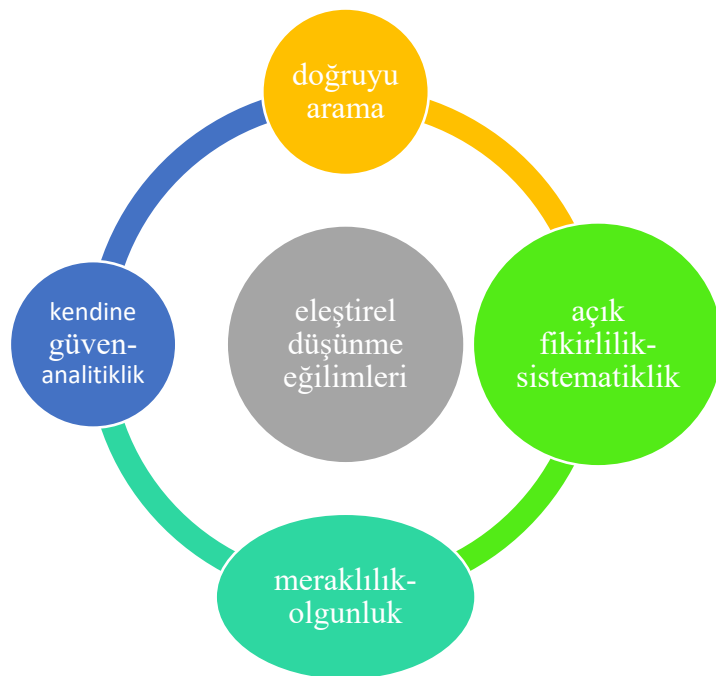 doğruyu
arama
kendine
güven-
analitiklik
eleştirel
düşünme
eğilimleri
açık
fikirlilik-
sistematiklik
meraklılık-
olgunluk